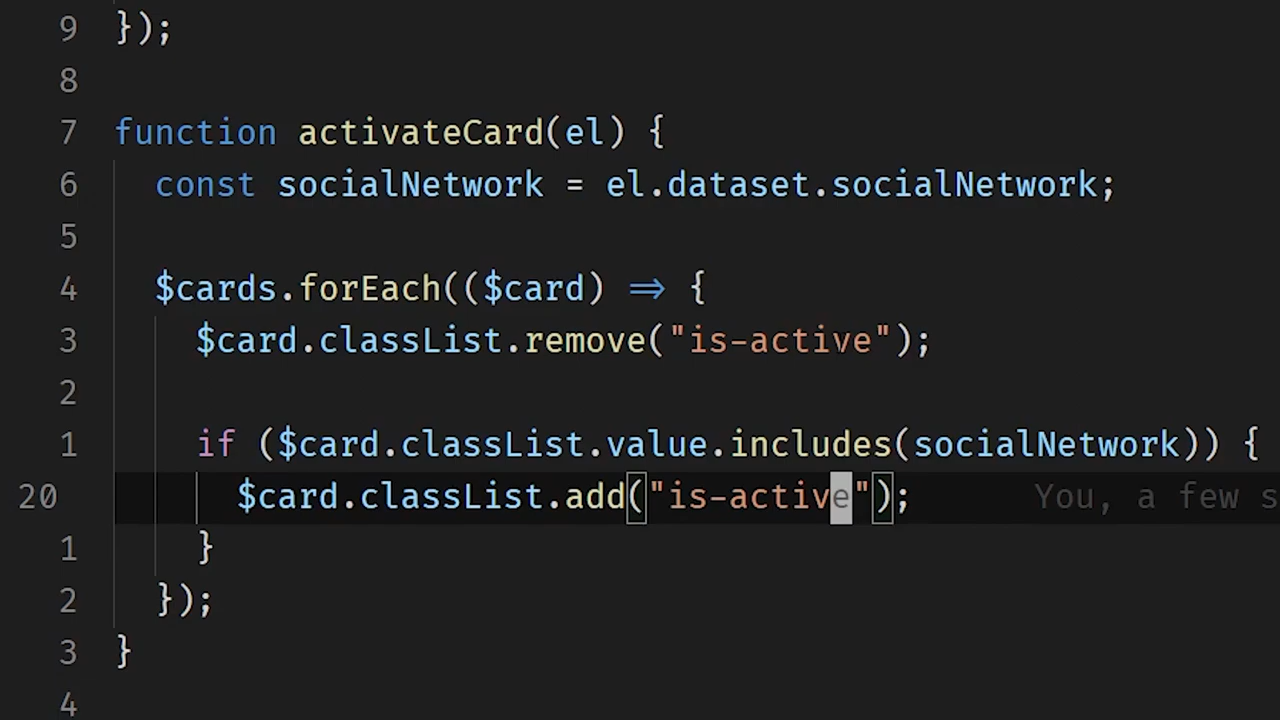 9 });
8
7 function activateCard(el) {
6 const socialNetwork = el.dataset.socialNetwork;
5
4 $cards.forEach(($card) => {
3 $card.classList.remove("is-active");
2
1 if ($card.classList.value.includes(socialNetwork)) {
20 $card.classList.add("is-active"); You, a few s
1 }
2 });
3 }
4